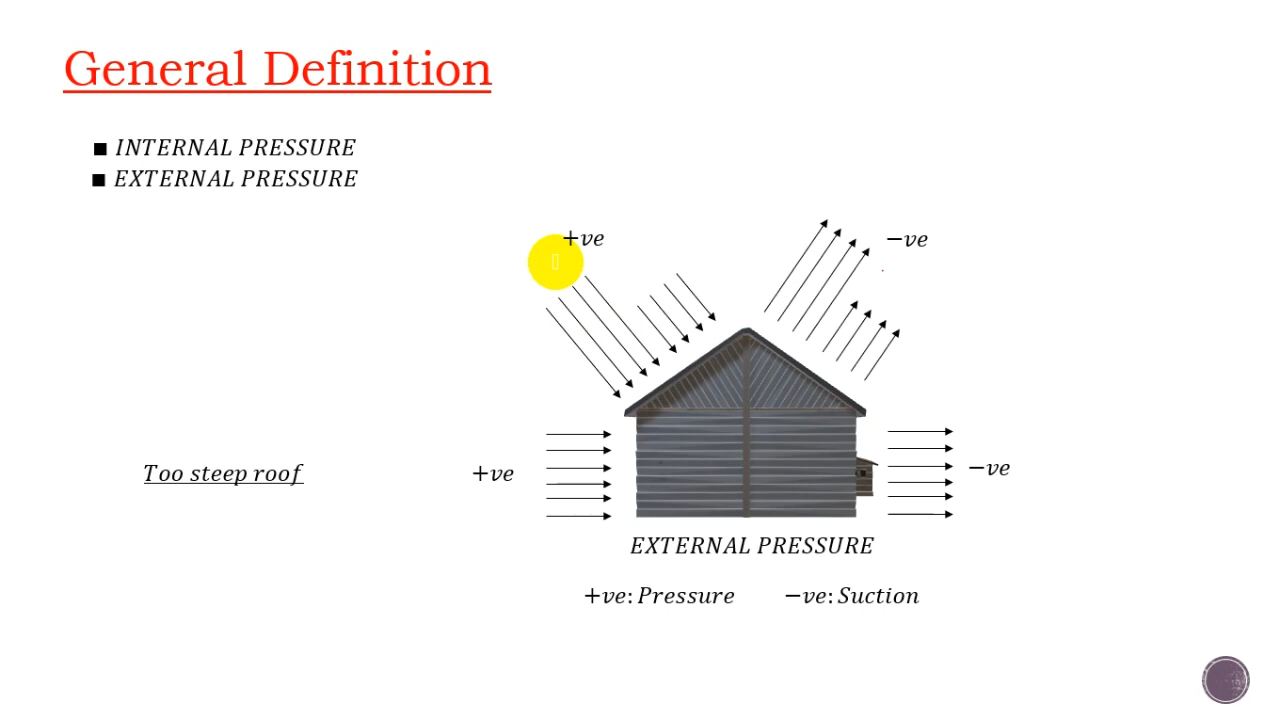 General Definition
■ INTERNAL PRESSURE
■ EXTERNAL PRESSURE
+ve
−ve
Too steep roof
+ve
−ve
EXTERNAL PRESSURE
+ve: Pressure −ve: Suction